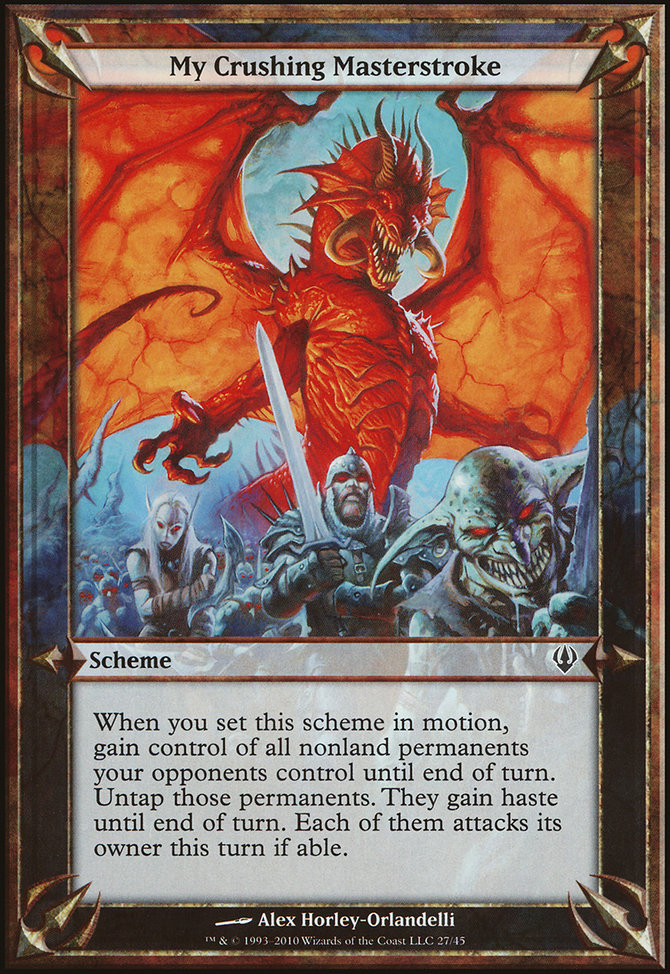 My Crushing Masterstroke
Scheme
When you set this scheme in motion,
gain control of all nonland permanents
your opponents control until end of turn.
Untap those permanents. They gain haste
until end of turn. Each of them attacks its
owner this turn if able.
Alex Horley-Orlandelli
™ & © 1993–2010 Wizards of the Coast LLC 27/45